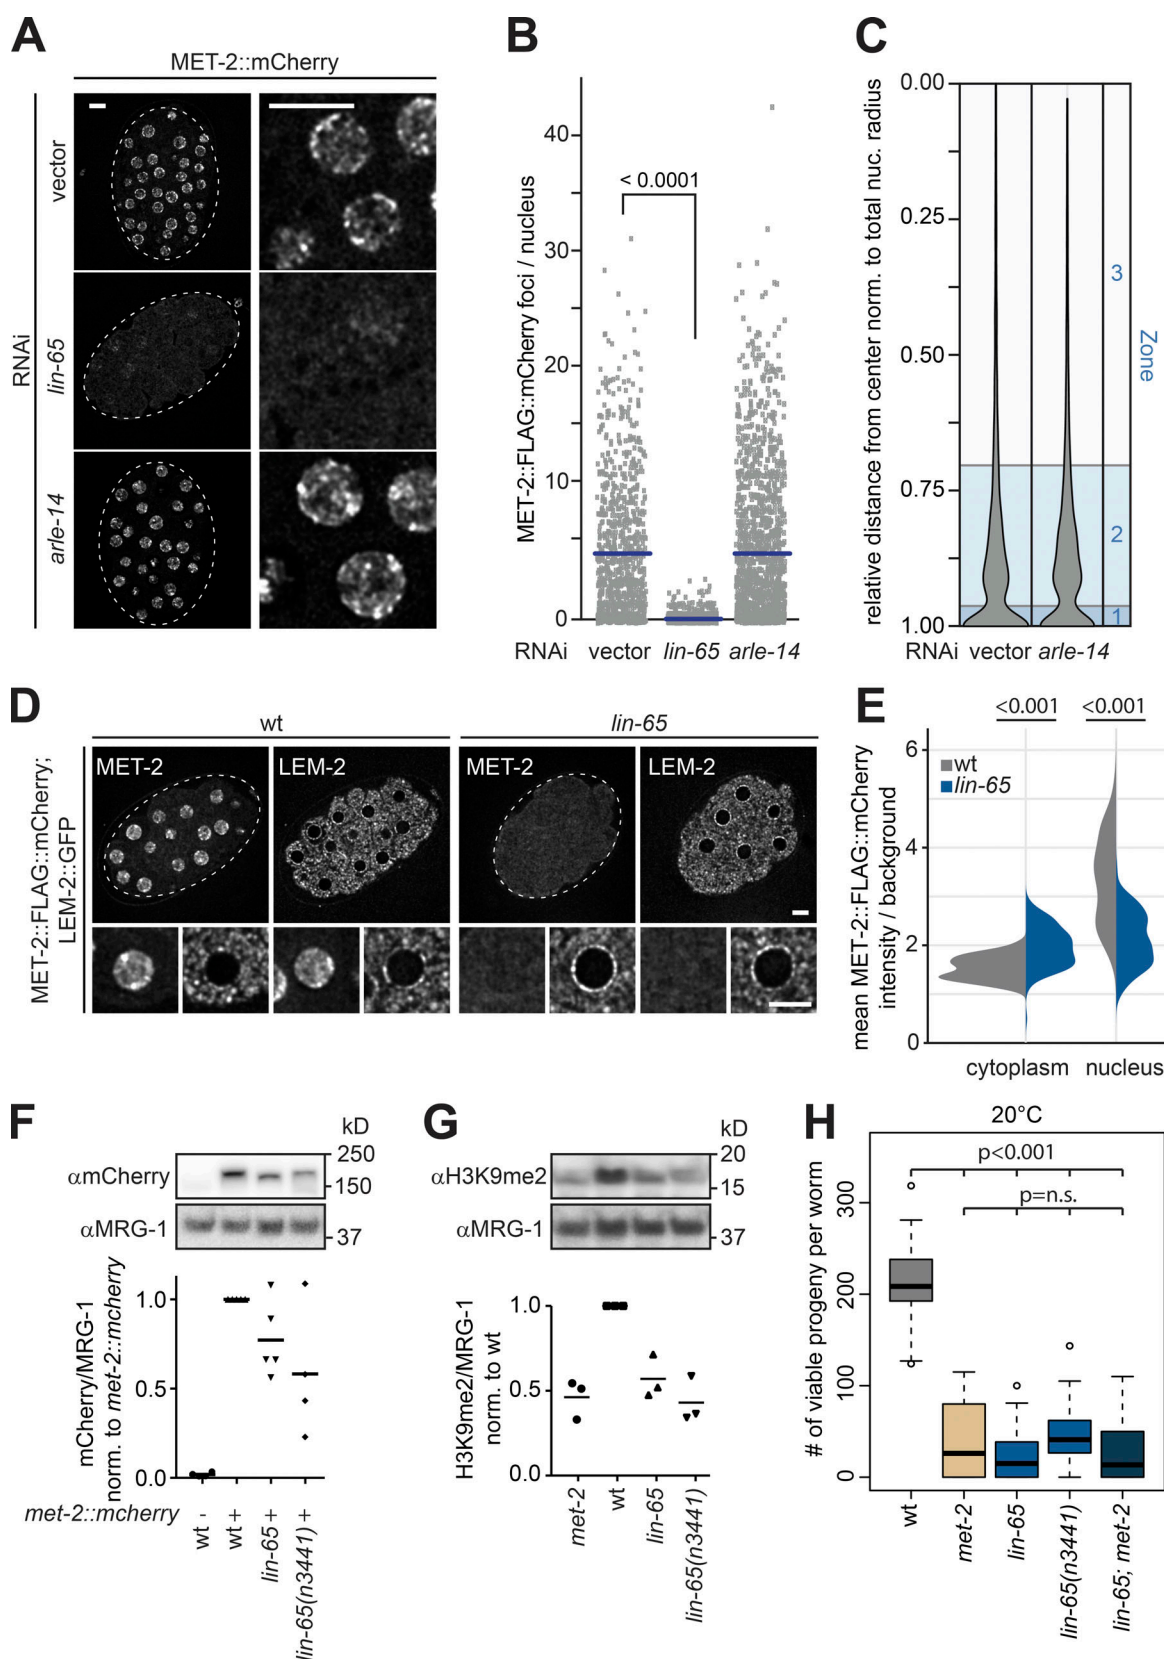 A
MET-2::mCherry
RNAi
vector
lin-65
arle-14
B
MET-2::FLAG::mCherry foci / nucleus
40
30
20
10
0
< 0.0001
RNAi vector lin-65 arle-14
C
relative distance from center norm. to total nuc. radius
0.00
0.25
0.50
0.75
1.00
3
2
1
Zone
RNAi vector arle-14
D
wt
lin-65
MET-2::FLAG::mCherry;
LEM-2::GFP
MET-2
LEM-2
MET-2
LEM-2
E
<0.001
<0.001
mean MET-2::FLAG::mCherry
intensity / background
6
4
2
0
wt
lin-65
cytoplasm
nucleus
F
kD
αmCherry
250
150
αMRG-1
37
mCherry/MRG-1
norm. to met-2::mcherry
1.0
0.5
0.0
met-2::mcherry
wt -
wt +
lin-65 +
lin-65(n3441) +
G
kD
αH3K9me2
20
15
αMRG-1
37
H3K9me2/MRG-1
norm. to wt
1.0
0.5
0.0
met-2
wt
lin-65
lin-65(n3441)
H
20°C
p<0.001
p=n.s.
# of viable progeny per worm
300
200
100
0
wt
met-2
lin-65
lin-65(n3441)
lin-65; met-2